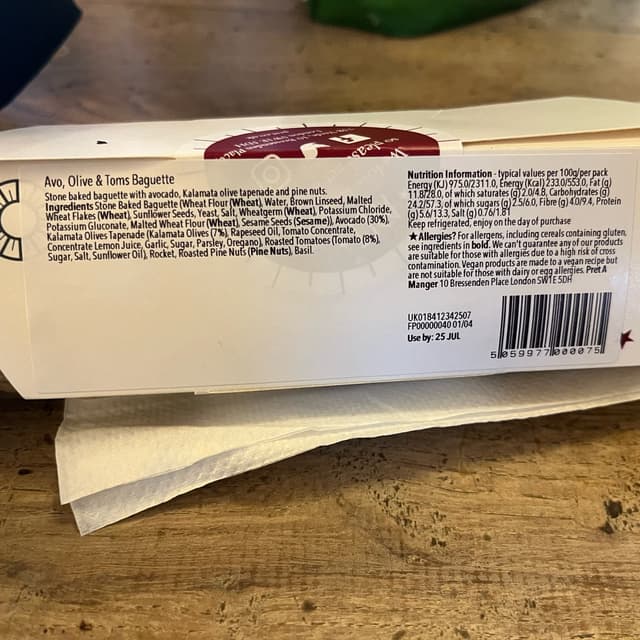 Avo, Olive & Toms Baguette
Stone baked baguette with avocado, Kalamata olive tapenade and pine nuts.
Ingredients Stone Baked Baguette (Wheat Flour (Wheat), Water, Brown Linseed, Malted
Wheat Flakes (Wheat), Sunflower Seeds, Yeast, Salt, Wheatgerm (Wheat), Potassium Chloride,
Potassium Gluconate, Malted Wheat Flour (Wheat), Sesame Seeds (Sesame)), Avocado (30%),
Kalamata Olives Tapenade (Kalamata Olives (7%), Rapeseed Oil, Tomato Concentrate,
Concentrate Lemon Juice, Garlic, Sugar, Parsley, Oregano), Roasted Tomatoes (Tomato (8%),
Sugar, Salt, Sunflower Oil), Rocket, Roasted Pine Nuts (Pine Nuts), Basil.
Nutrition Information - typical values per 100g/per pack
Energy (KJ) 975.0/2311.0, Energy (Kcal) 233.0/553.0, Fat (g)
11.8/28.0, of which saturates (g) 2.0/4.8, Carbohydrates (g)
24.2/57.3, of which sugars (g) 2.5/6.0, Fibre (g) 4.0/9.4, Protein
(g) 5.6/13.3, Salt (g) 0.76/1.81
Keep refrigerated, enjoy on the day of purchase
★Allergies? For allergens, including cereals containing gluten,
see ingredients in bold. We can't guarantee any of our products
are suitable for those with allergies due to a high risk of cross
contamination. Vegan products are made to a vegan recipe but
are not suitable for those with dairy or egg allergies. Pret A
Manger 10 Bressenden Place London SW1E 5DH
UK01B412342507
FP00000040 01/04
Use by: 25 JUL
5 059977 000075